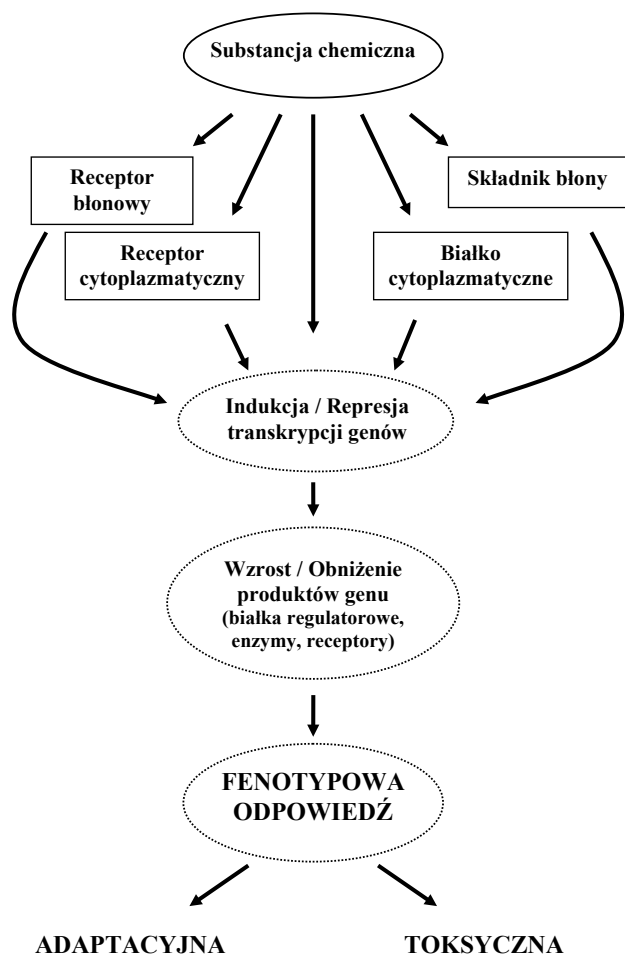 Substancja chemiczna
Receptor
błonowy
Składnik błony
Receptor
cytoplazmatyczny
Białko
cytoplazmatyczne
Indukcja / Represja
transkrypcji genów
Wzrost / Obniżenie
produktów genu
(białka regulatorowe,
enzymy, receptory)
FENOTYPOWA
ODPOWIEDŹ
ADAPTACYJNA
TOKSYCZNA